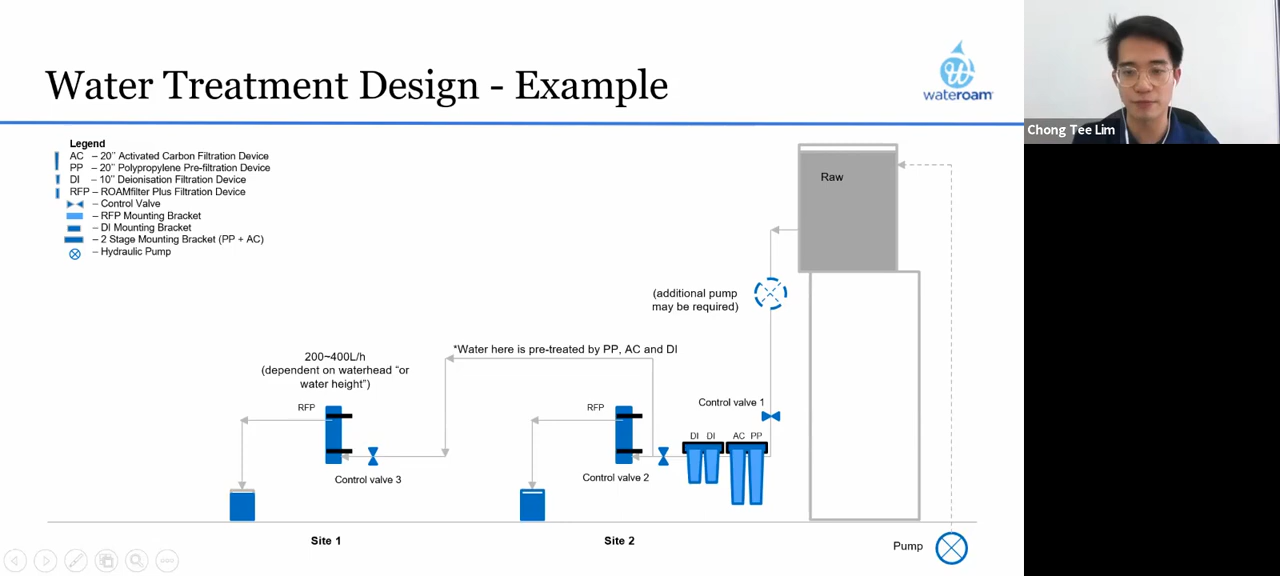 Water Treatment Design - Example
wateroam
Chong Tee Lim
Legend
AC – 20" Activated Carbon Filtration Device
PP – 20" Polypropylene Pre-filtration Device
DI – 10" Deionisation Filtration Device
RFP – ROAMfilter Plus Filtration Device
– Control Valve
– RFP Mounting Bracket
– DI Mounting Bracket
– 2 Stage Mounting Bracket (PP + AC)
– Hydraulic Pump
Raw
(additional pump
may be required)
*Water here is pre-treated by PP, AC and DI
200~400L/h
(dependent on waterhead “or
water height”)
Control valve 1
RFP
RFP
DI DI AC PP
Control valve 3
Control valve 2
Site 1
Site 2
Pump